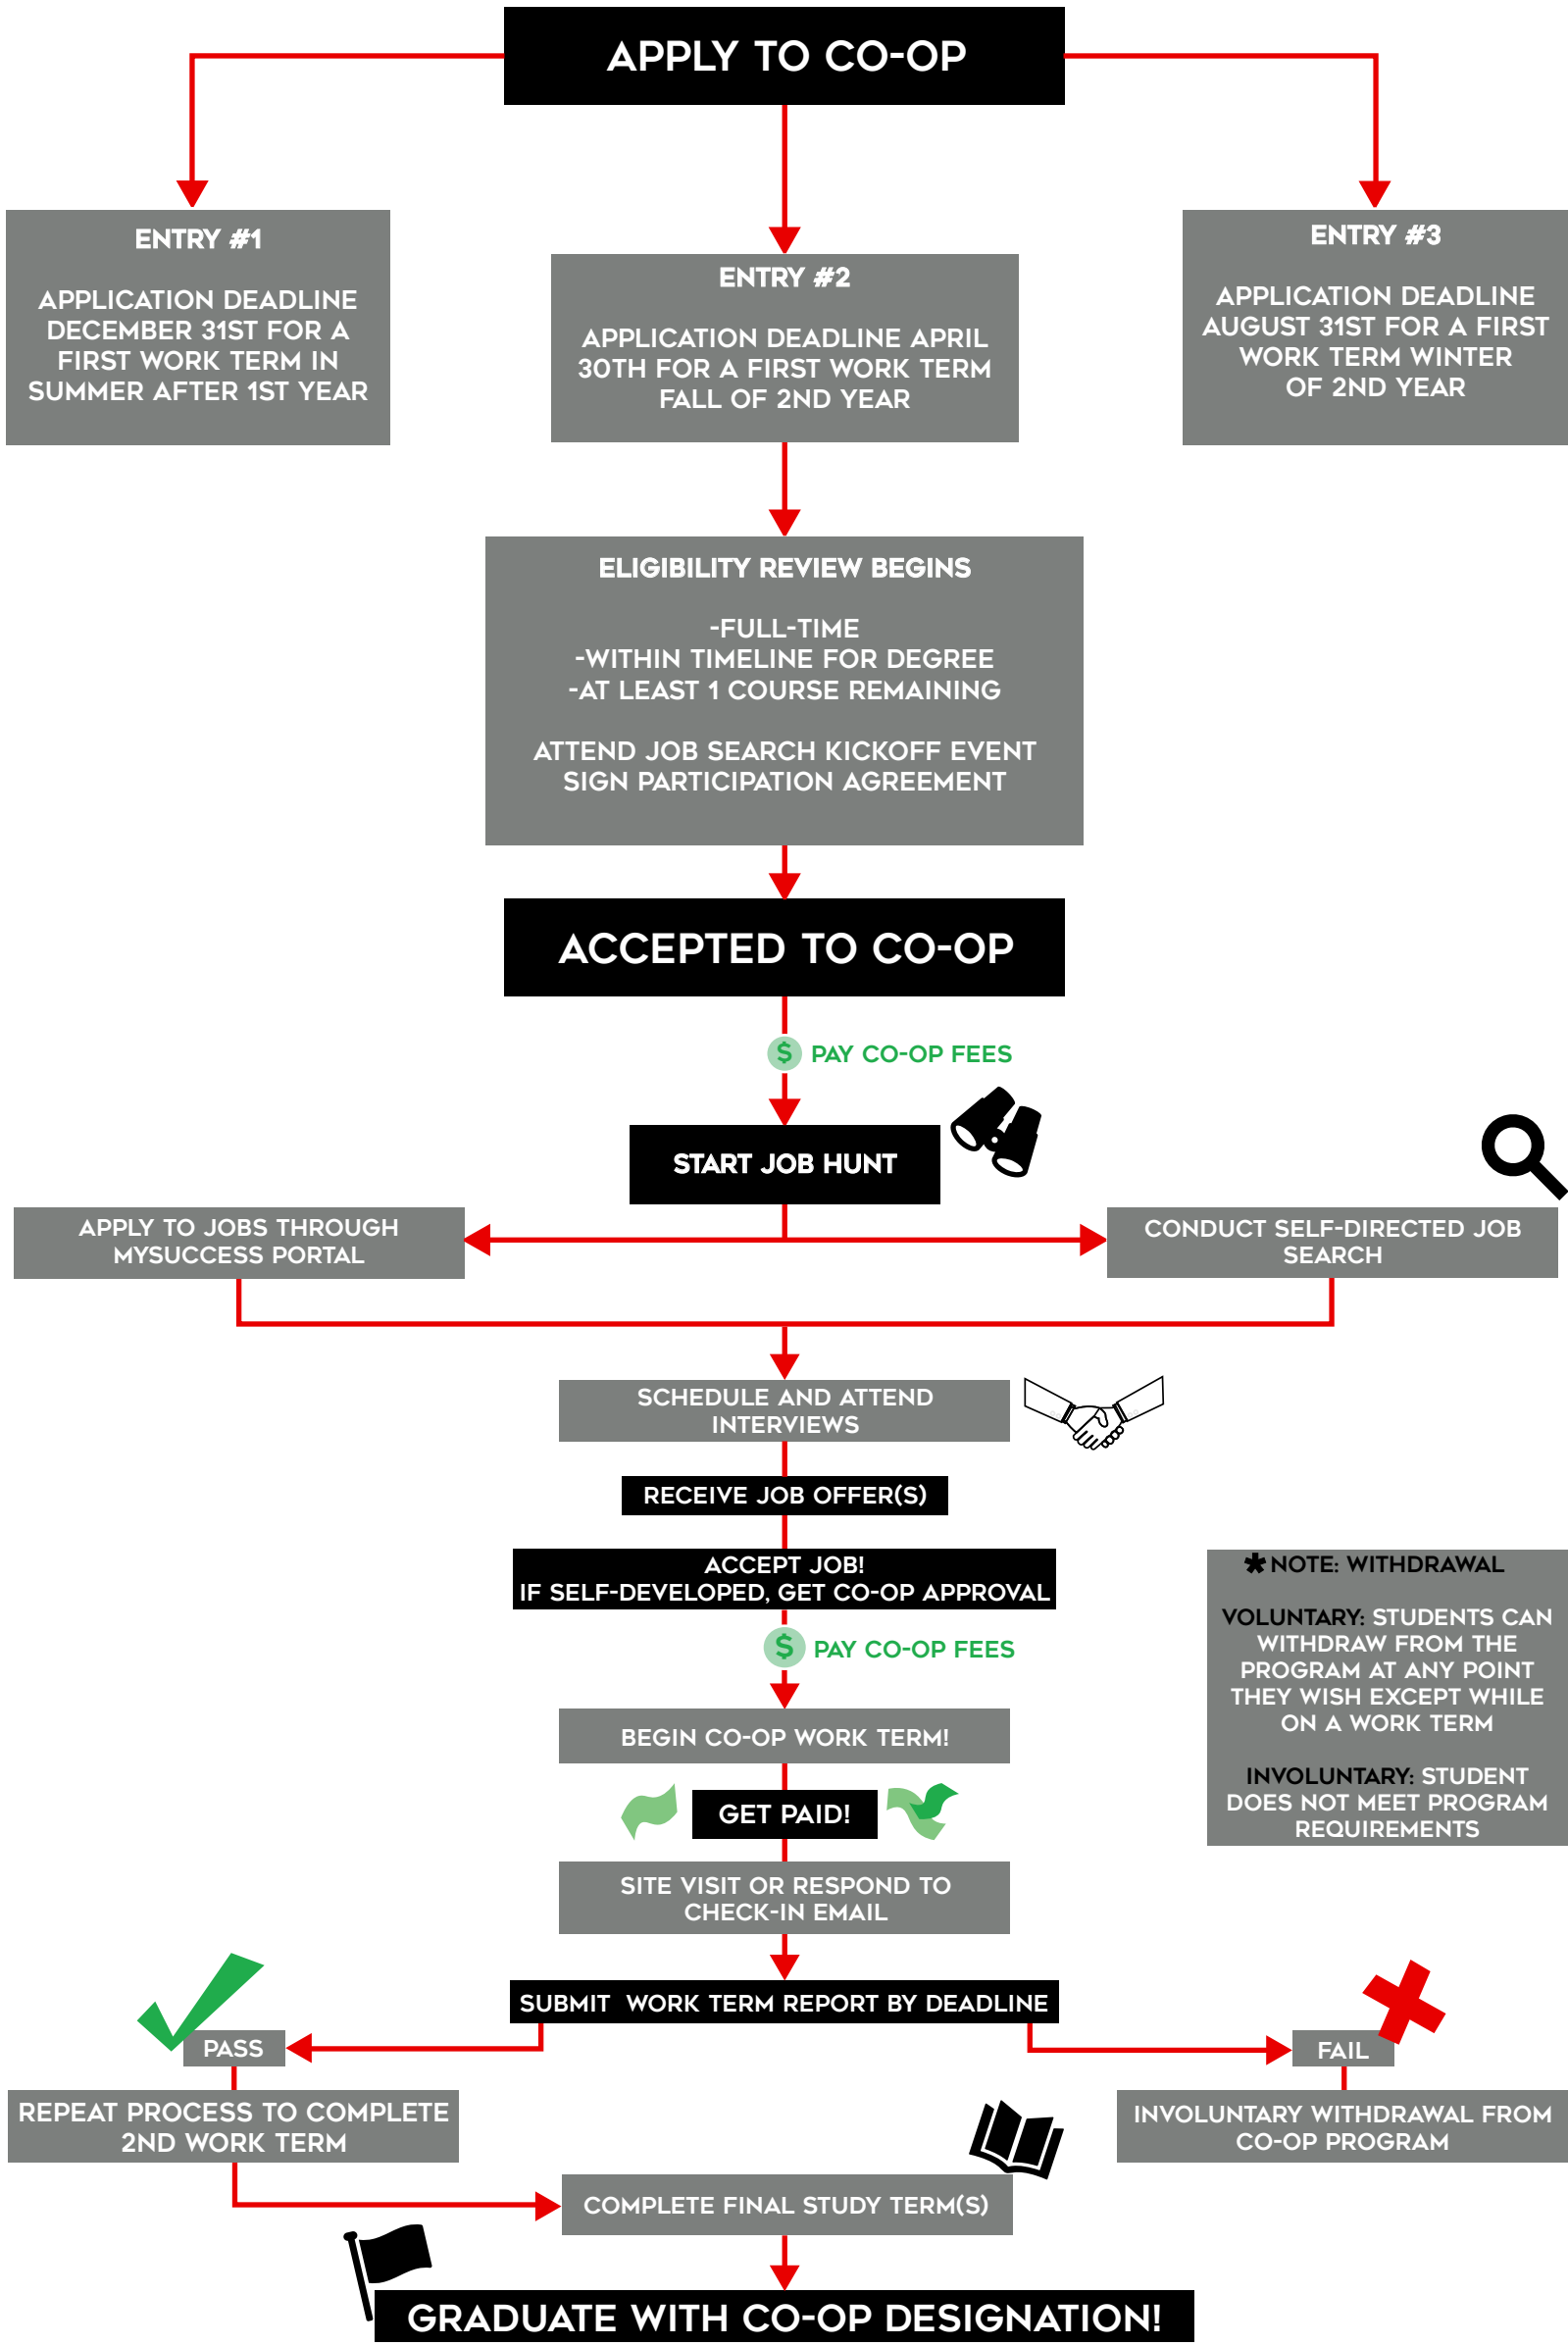 APPLY TO CO-OP
ENTRY #1
APPLICATION DEADLINE
DECEMBER 31ST FOR A
FIRST WORK TERM IN
SUMMER AFTER 1ST YEAR
ENTRY #2
APPLICATION DEADLINE APRIL
30TH FOR A FIRST WORK TERM
FALL OF 2ND YEAR
ENTRY #3
APPLICATION DEADLINE
AUGUST 31ST FOR A FIRST
WORK TERM WINTER
OF 2ND YEAR
ELIGIBILITY REVIEW BEGINS
-FULL-TIME
-WITHIN TIMELINE FOR DEGREE
-AT LEAST 1 COURSE REMAINING
ATTEND JOB SEARCH KICKOFF EVENT
SIGN PARTICIPATION AGREEMENT
ACCEPTED TO CO-OP
$ PAY CO-OP FEES
START JOB HUNT
APPLY TO JOBS THROUGH
MYSUCCESS PORTAL
CONDUCT SELF-DIRECTED JOB
SEARCH
SCHEDULE AND ATTEND
INTERVIEWS
RECEIVE JOB OFFER(S)
ACCEPT JOB!
IF SELF-DEVELOPED, GET CO-OP APPROVAL
$ PAY CO-OP FEES
BEGIN CO-OP WORK TERM!
GET PAID!
SITE VISIT OR RESPOND TO
CHECK-IN EMAIL
* NOTE: WITHDRAWAL
VOLUNTARY: STUDENTS CAN
WITHDRAW FROM THE
PROGRAM AT ANY POINT
THEY WISH EXCEPT WHILE
ON A WORK TERM
INVOLUNTARY: STUDENT
DOES NOT MEET PROGRAM
REQUIREMENTS
SUBMIT WORK TERM REPORT BY DEADLINE
PASS
FAIL
REPEAT PROCESS TO COMPLETE
2ND WORK TERM
INVOLUNTARY WITHDRAWAL FROM
CO-OP PROGRAM
COMPLETE FINAL STUDY TERM(S)
GRADUATE WITH CO-OP DESIGNATION!